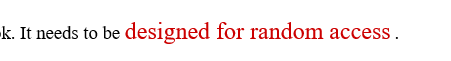 k. It needs to be designed for random access .